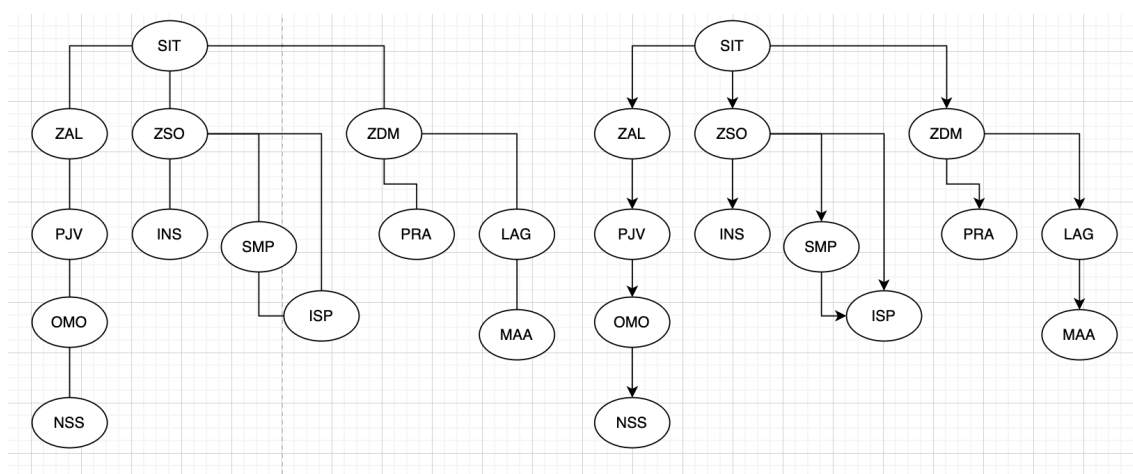 SIT
ZAL
ZSO
ZDM
PJV
INS
SMP
PRA
LAG
OMO
ISP
MAA
NSS
SIT
ZAL
ZSO
ZDM
PJV
INS
SMP
PRA
LAG
OMO
ISP
MAA
NSS